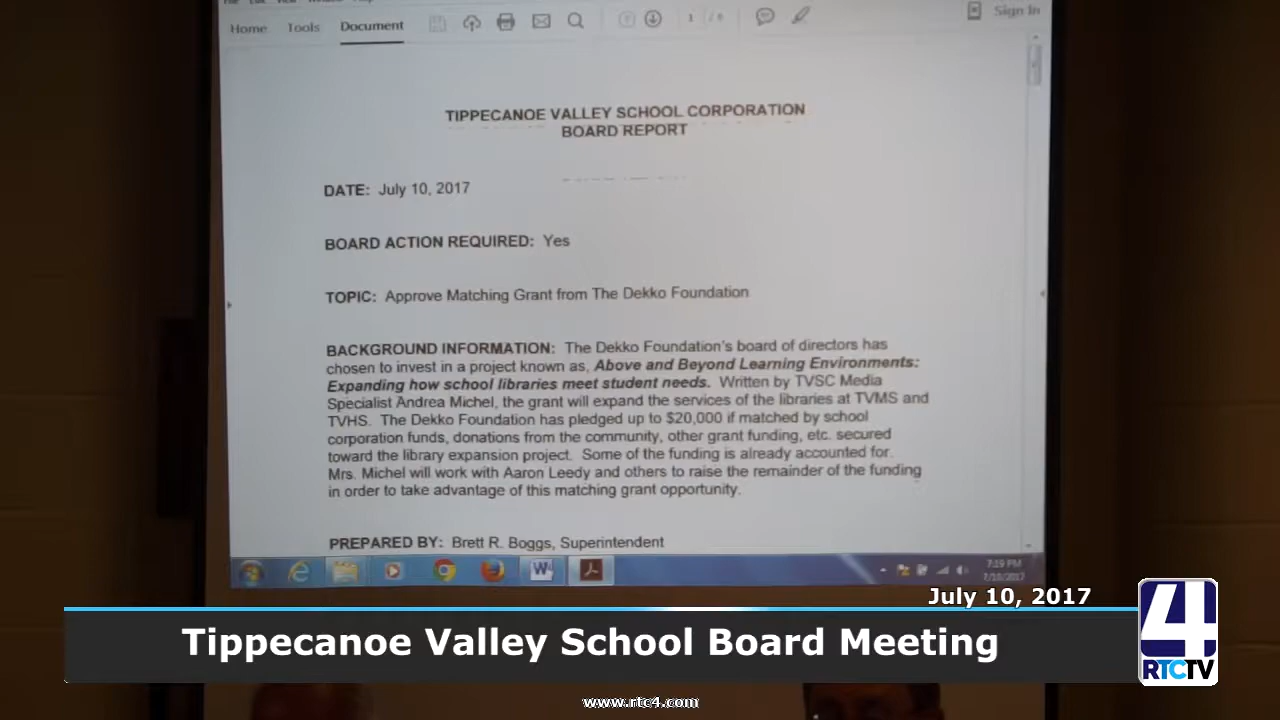 Home Tools Document 1 / 6 Sign In
TIPPECANOE VALLEY SCHOOL CORPORATION
BOARD REPORT
DATE: July 10, 2017
BOARD ACTION REQUIRED: Yes
TOPIC: Approve Matching Grant from The Dekko Foundation
BACKGROUND INFORMATION: The Dekko Foundation's board of directors has
chosen to invest in a project known as, Above and Beyond Learning Environments:
Expanding how school libraries meet student needs. Written by TVSC Media
Specialist Andrea Michel, the grant will expand the services of the libraries at TVMS and
TVHS. The Dekko Foundation has pledged up to $20,000 if matched by school
corporation funds, donations from the community, other grant funding, etc. secured
toward the library expansion project. Some of the funding is already accounted for.
Mrs. Michel will work with Aaron Leedy and others to raise the remainder of the funding
in order to take advantage of this matching grant opportunity.
PREPARED BY: Brett R. Boggs, Superintendent
7:19 PM
7/10/2017
July 10, 2017
Tippecanoe Valley School Board Meeting
4
RTCTV
www.rtc4.com